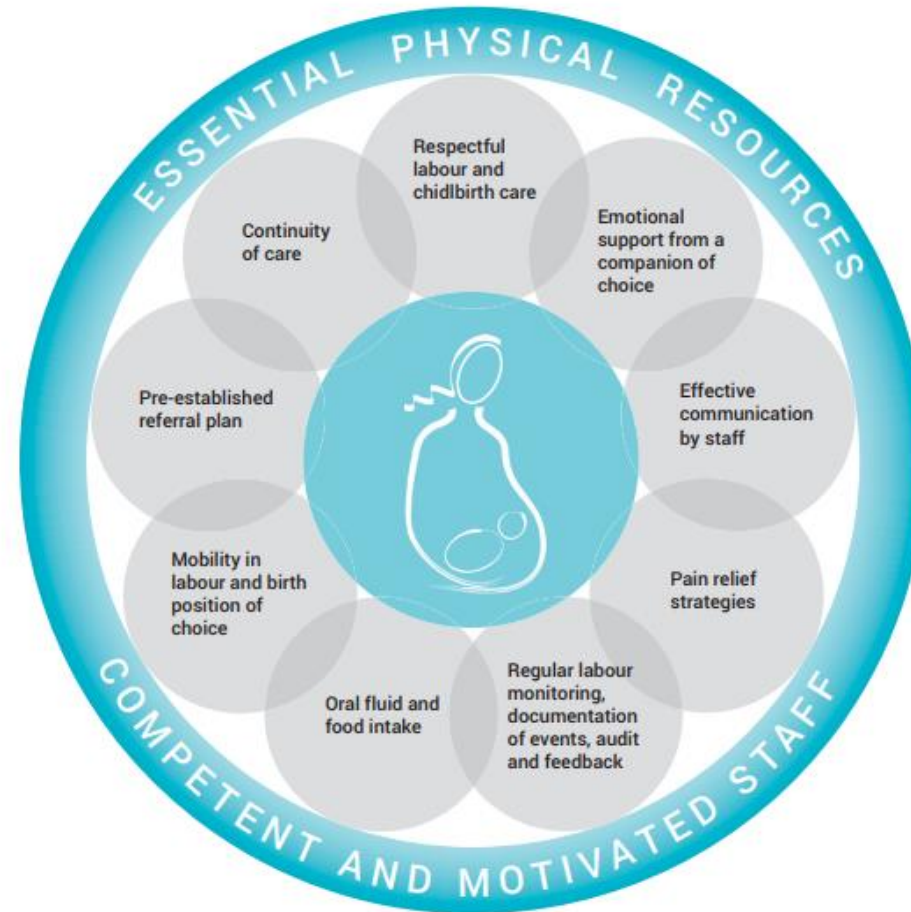 ESSENTIAL PHYSICAL RESOURCES
Respectful
labour and
chidlbirth care
Emotional
support from a
companion of
choice
Effective
communication
by staff
Pain relief
strategies
Regular labour
monitoring,
documentation
of events, audit
and feedback
Oral fluid and
food intake
Mobility in
labour and birth
position of
choice
Pre-established
referral plan
Continuity
of care
COMPETENT AND MOTIVATED STAFF